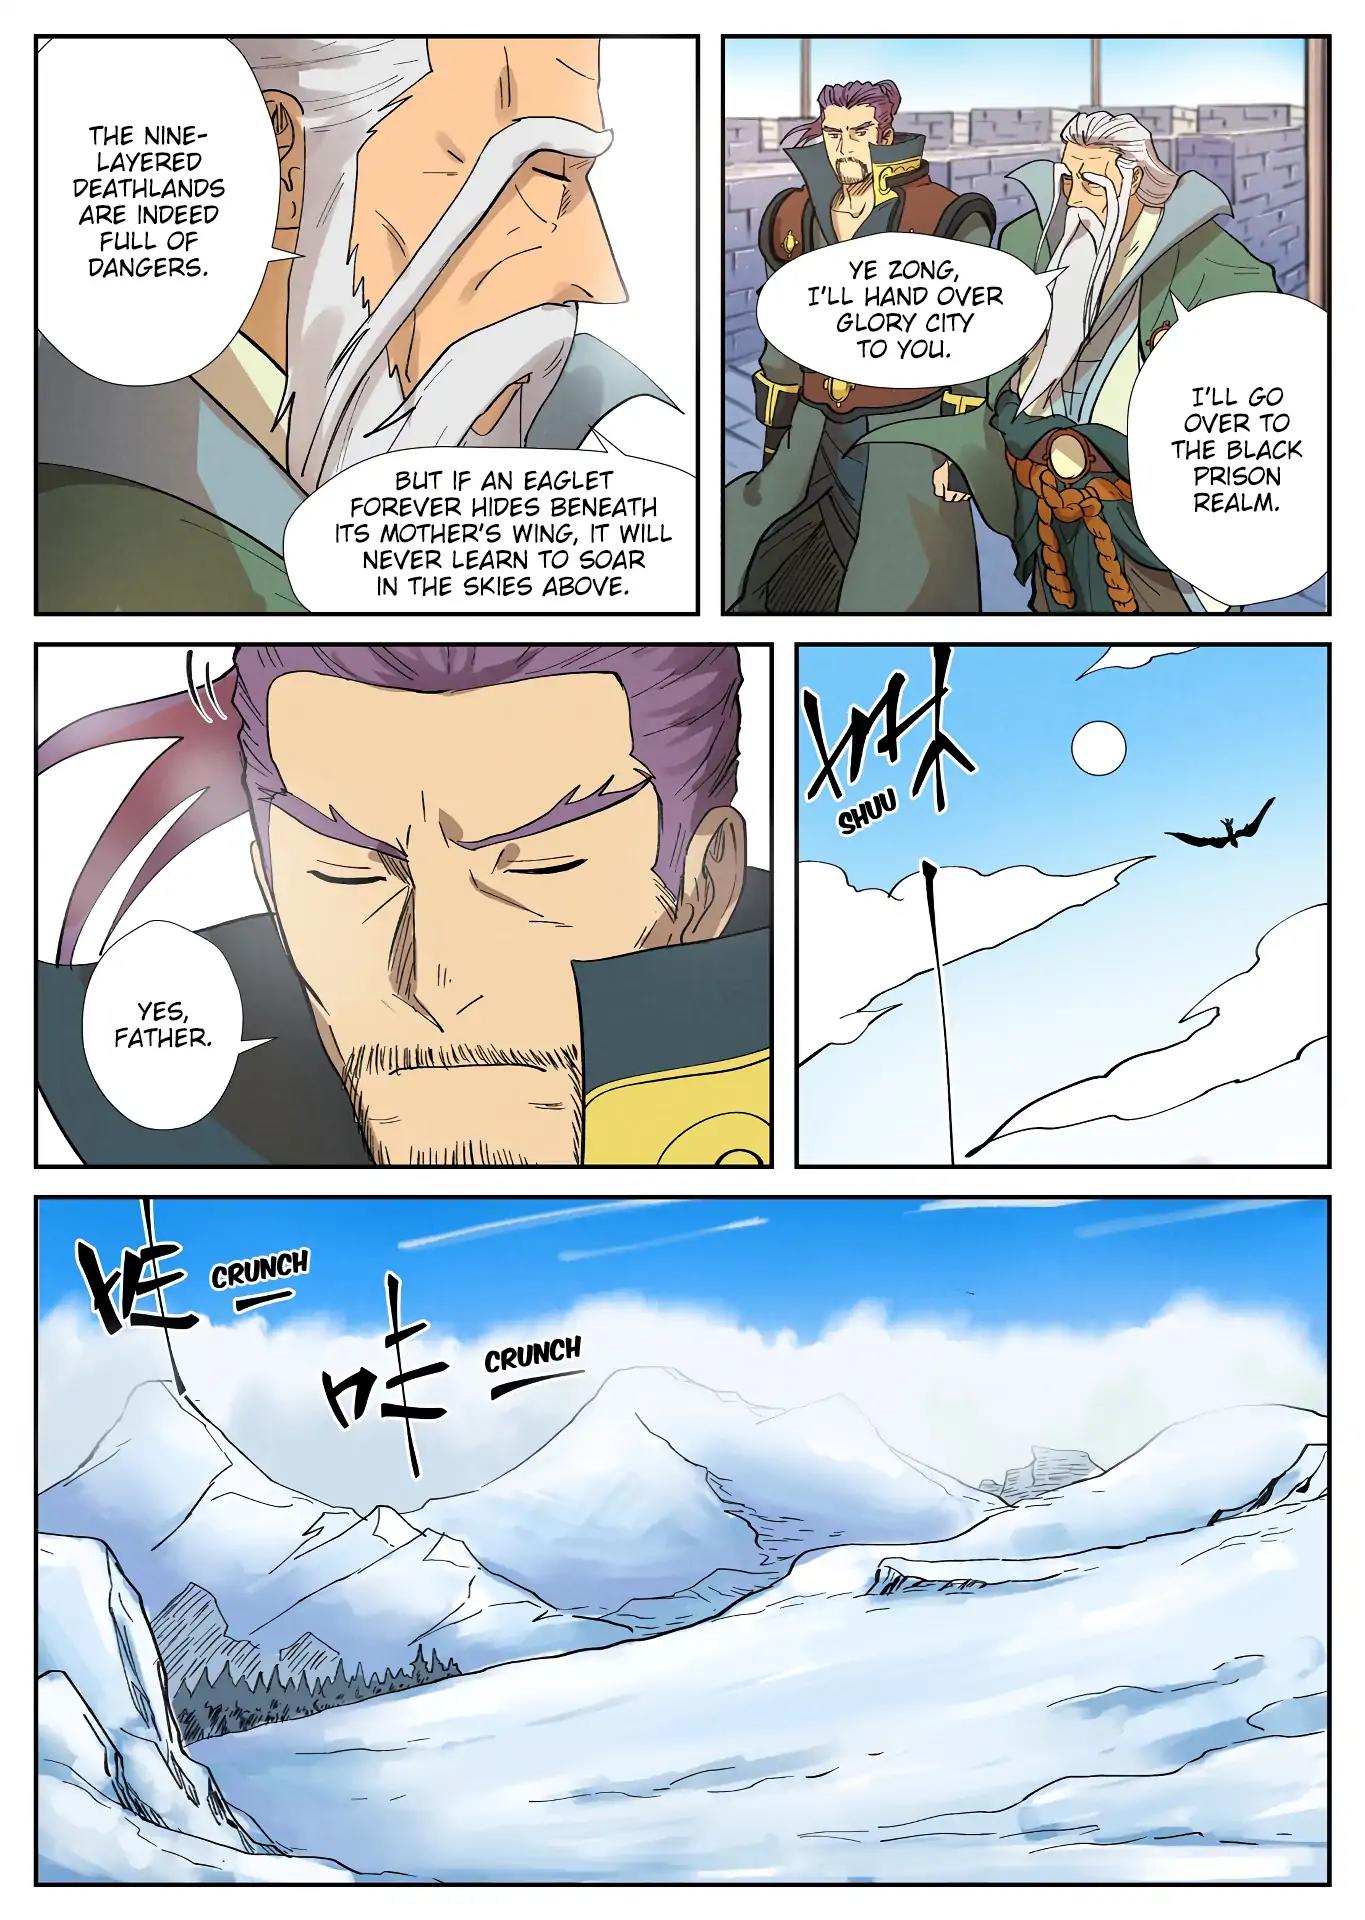 THE NINE-
LAYERED
DEATHLANDS
ARE INDEED
FULL OF
DANGERS.
BUT IF AN EAGLET
FOREVER HIDES BENEATH
ITS MOTHER'S WING, IT WILL
NEVER LEARN TO SOAR
IN THE SKIES ABOVE.
YE ZONG,
I'LL HAND OVER
GLORY CITY
TO YOU.
I'LL GO
OVER TO
THE BLACK
PRISON
REALM.
YES,
FATHER.
SHUU
CRUNCH
咔
CRUNCH